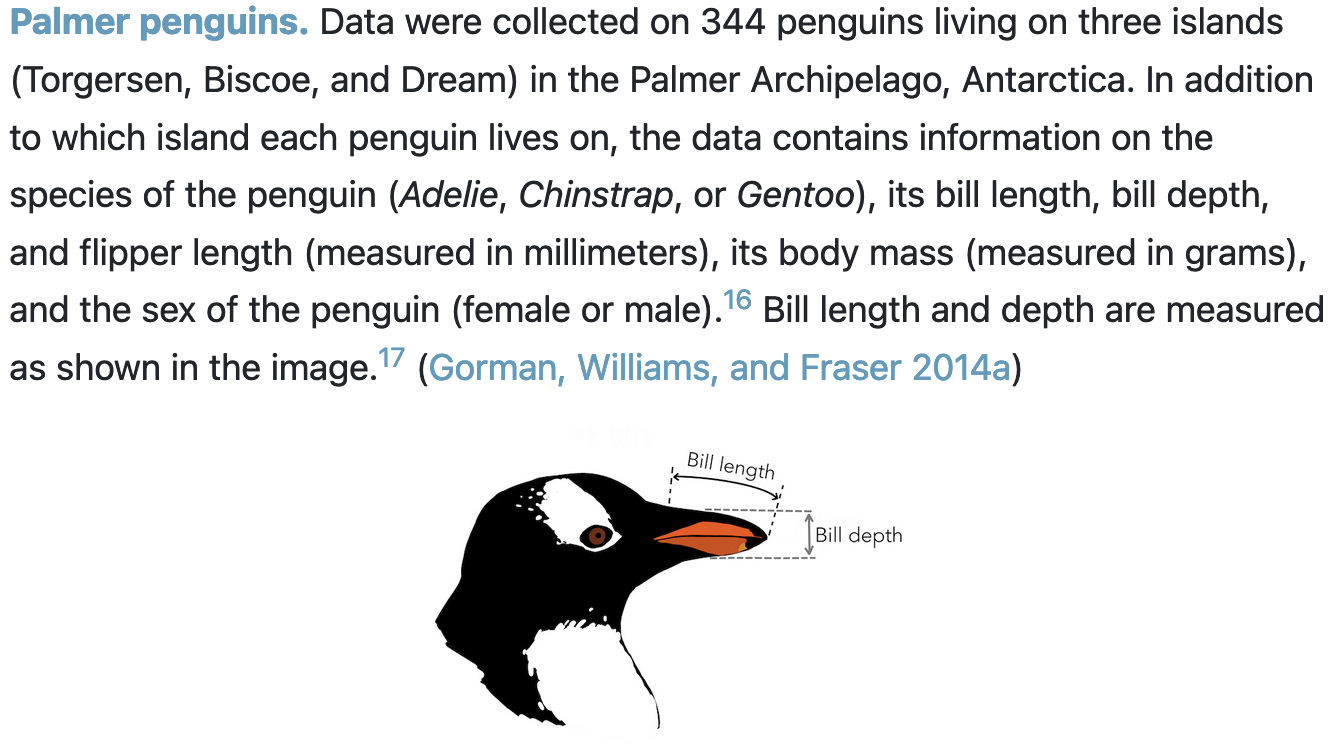 Palmer penguins. Data were collected on 344 penguins living on three islands
(Torgersen, Biscoe, and Dream) in the Palmer Archipelago, Antarctica. In addition
to which island each penguin lives on, the data contains information on the
species of the penguin (Adelie, Chinstrap, or Gentoo), its bill length, bill depth,
and flipper length (measured in millimeters), its body mass (measured in grams),
and the sex of the penguin (female or male).16 Bill length and depth are measured
as shown in the image.17 (Gorman, Williams, and Fraser 2014a)
Bill length
Bill depth